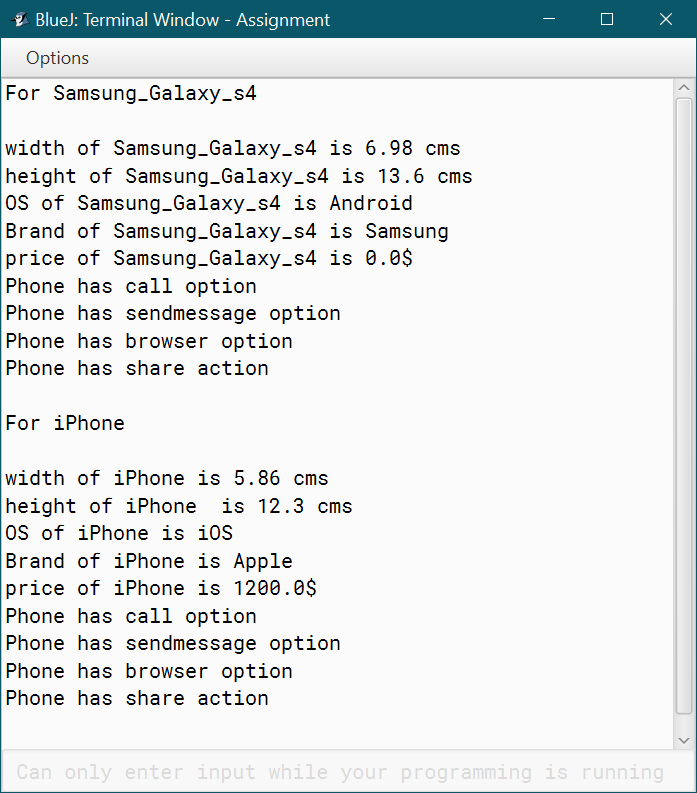 BlueJ: Terminal Window - Assignment
Options
For Samsung_Galaxy_s4
width of Samsung_Galaxy_s4 is 6.98 cms
height of Samsung_Galaxy_s4 is 13.6 cms
OS of Samsung_Galaxy_s4 is Android
Brand of Samsung_Galaxy_s4 is Samsung
price of Samsung_Galaxy_s4 is 0.0$
Phone has call option
Phone has sendmessage option
Phone has browser option
Phone has share action
For iPhone
width of iPhone is 5.86 cms
height of iPhone  is 12.3 cms
OS of iPhone is iOS
Brand of iPhone is Apple
price of iPhone is 1200.0$
Phone has call option
Phone has sendmessage option
Phone has browser option
Phone has share action
Can only enter input while your programming is running